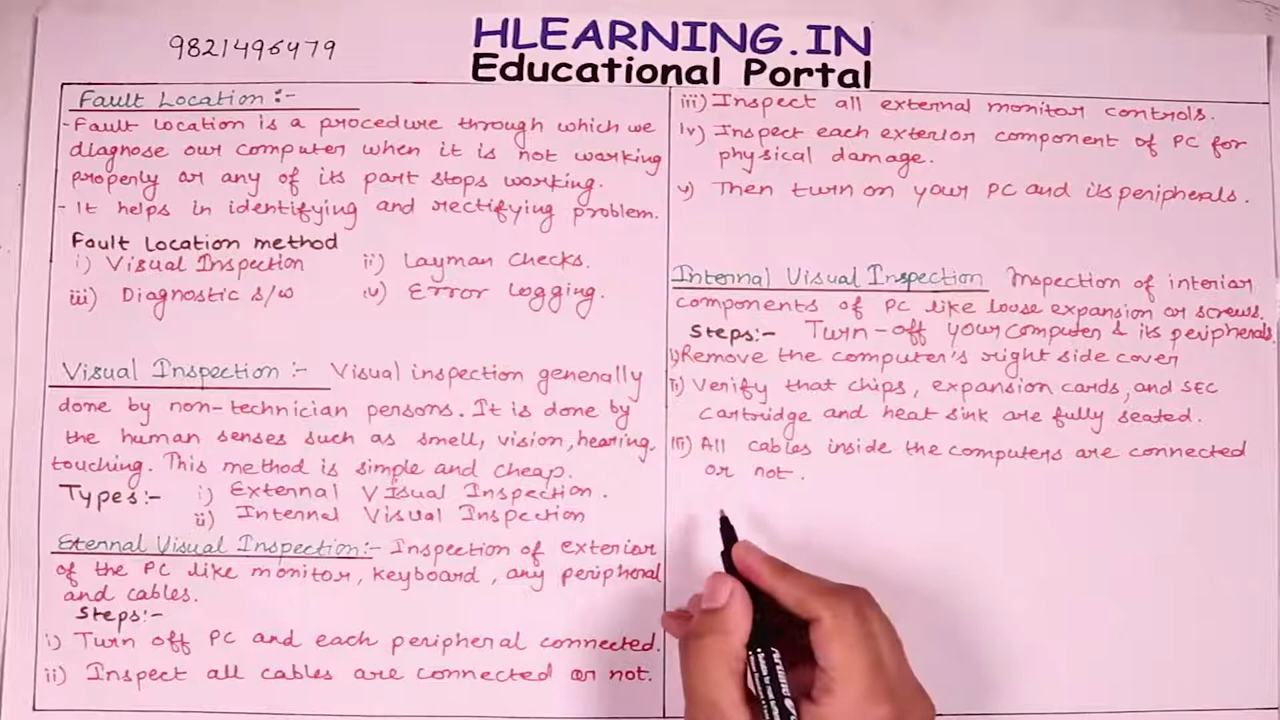 9821496479
HLEARNING.IN
Educational Portal
Fault Location :-
- Fault Location is a procedure through which we
diagnose our computer when it is not working
properly or any of its part stops working.
- It helps in identifying and rectifying problem.
Fault Location method
i) Visual Inspection ii) Layman Checks.
iii) Diagnostic s/w iv) Error Logging.
Visual Inspection :- Visual inspection generally
done by non-technician persons. It is done by
the human senses such as smell, vision, hearing.
touching. This method is simple and cheap.
Types:- i) External Visual Inspection.
ii) Internal Visual Inspection
Eternal Visual Inspection:- Inspection of exterior
of the PC like monitor, keyboard, any peripheral
and cables.
Steps:-
i) Turn off PC and each peripheral connected.
ii) Inspect all cables are connected or not.
iii) Inspect all external monitor controls.
iv) Inspect each exterior component of PC for
physical damage.
v) Then turn on your PC and its peripherals.
Internal Visual Inspection Inspection of interior
components of PC like loose expansion or screws.
Steps:- Turn-off your computer & its peripherals.
i) Remove the computer's right side cover
ii) Verify that chips, expansion cards, and SEC
Cartridge and heat sink are fully seated.
iii) All cables inside the computers are connected
or not.